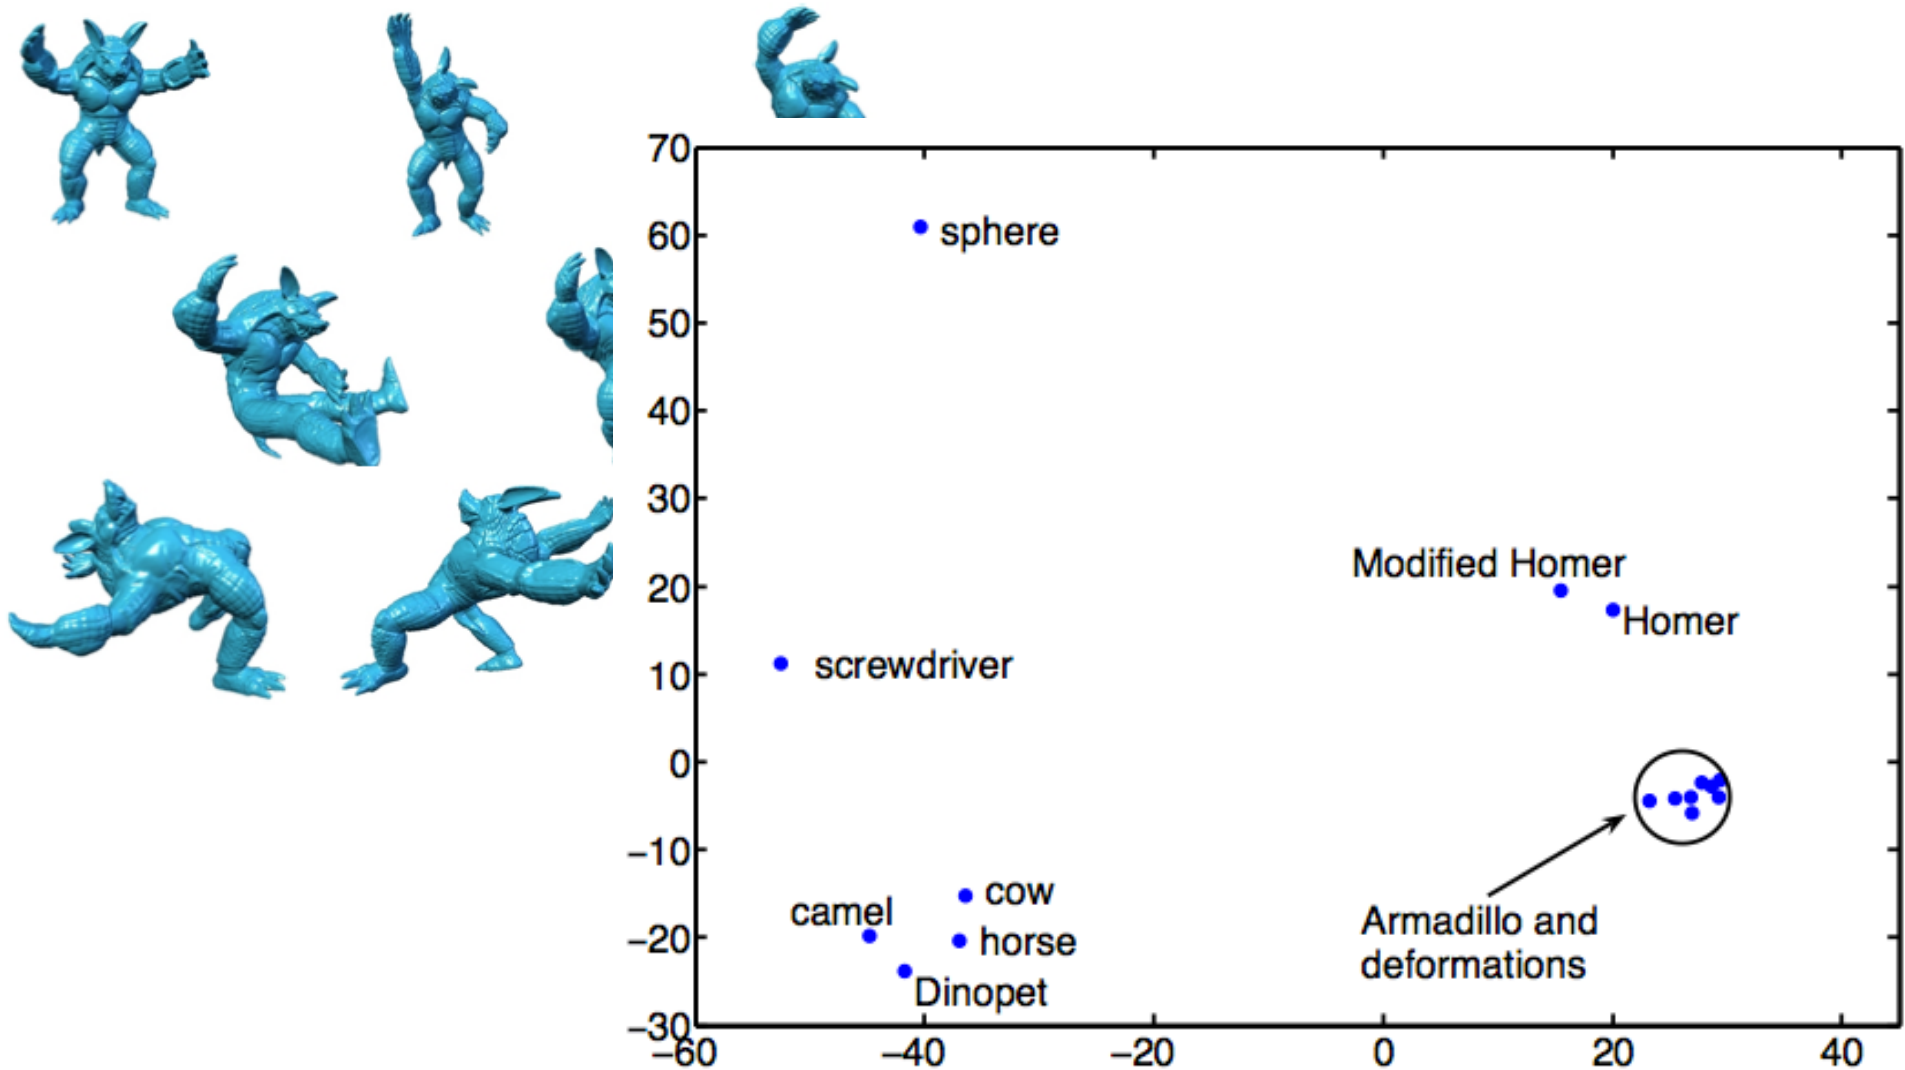 70
60
sphere
50
40
30
Modified Homer
20
Homer
screwdriver
10
0
−10
cow
camel
Armadillo and
−20
horse
deformations
Dinopet
−30
−60
−40
−20
0
20
40